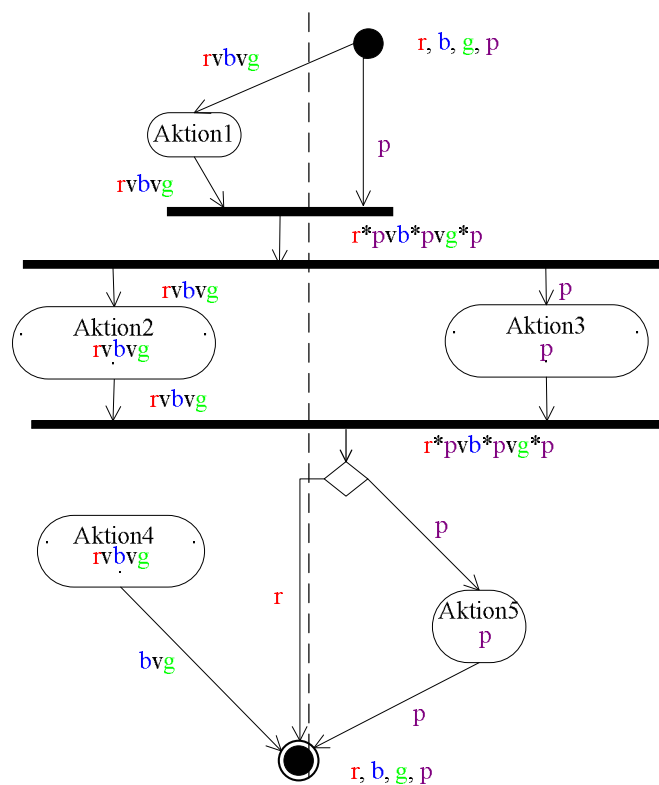 r, b, g, p
rvbvg
Aktion1
p
rvbvg
r*pvb*pvg*p
rvbvg
p
Aktion2
rvbvg
Aktion3
p
rvbvg
r*pvb*pvg*p
Aktion4
rvbvg
p
r
Aktion5
p
bvg
p
r, b, g, p